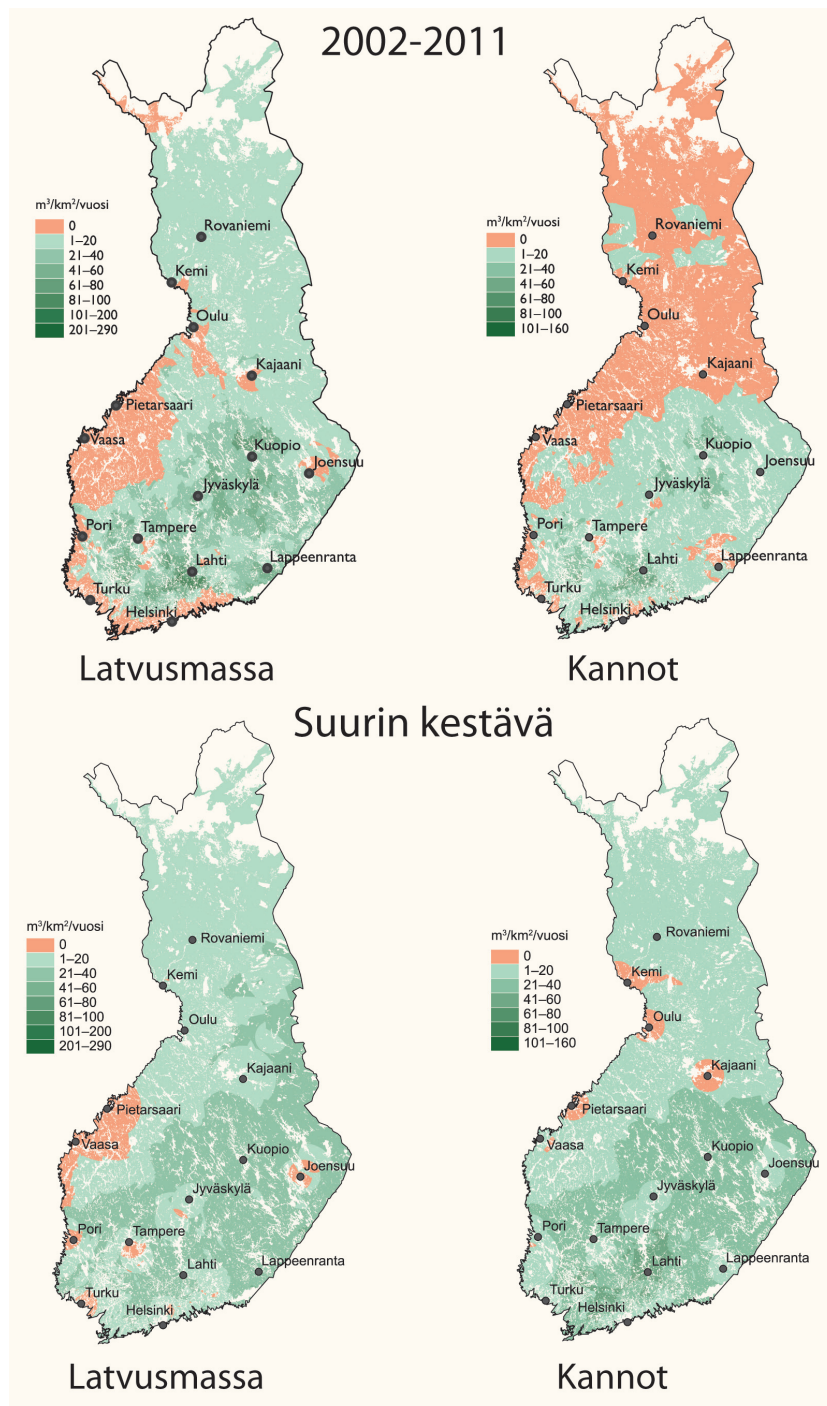 2002-2011
m³/km²/vuosi
0
1–20
21–40
41–60
61–80
81–100
101–200
201–290
Rovaniemi
Kemi
Oulu
Kajaani
Pietarsaari
Vaasa
Kuopio
Joensuu
Jyväskylä
Pori
Tampere
Lahti
Lappeenranta
Turku
Helsinki
Latvusmassa
m³/km²/vuosi
0
1–20
21–40
41–60
61–80
81–100
101–160
Rovaniemi
Kemi
Oulu
Kajaani
Pietarsaari
Vaasa
Kuopio
Joensuu
Jyväskylä
Pori
Tampere
Lahti
Lappeenranta
Turku
Helsinki
Kannot
Suurin kestävä
m³/km²/vuosi
0
1–20
21–40
41–60
61–80
81–100
101–200
201–290
Rovaniemi
Kemi
Oulu
Kajaani
Pietarsaari
Vaasa
Kuopio
Joensuu
Jyväskylä
Pori
Tampere
Lahti
Lappeenranta
Turku
Helsinki
Latvusmassa
m³/km²/vuosi
0
1–20
21–40
41–60
61–80
81–100
101–160
Rovaniemi
Kemi
Oulu
Kajaani
Pietarsaari
Vaasa
Kuopio
Joensuu
Jyväskylä
Pori
Tampere
Lahti
Lappeenranta
Turku
Helsinki
Kannot